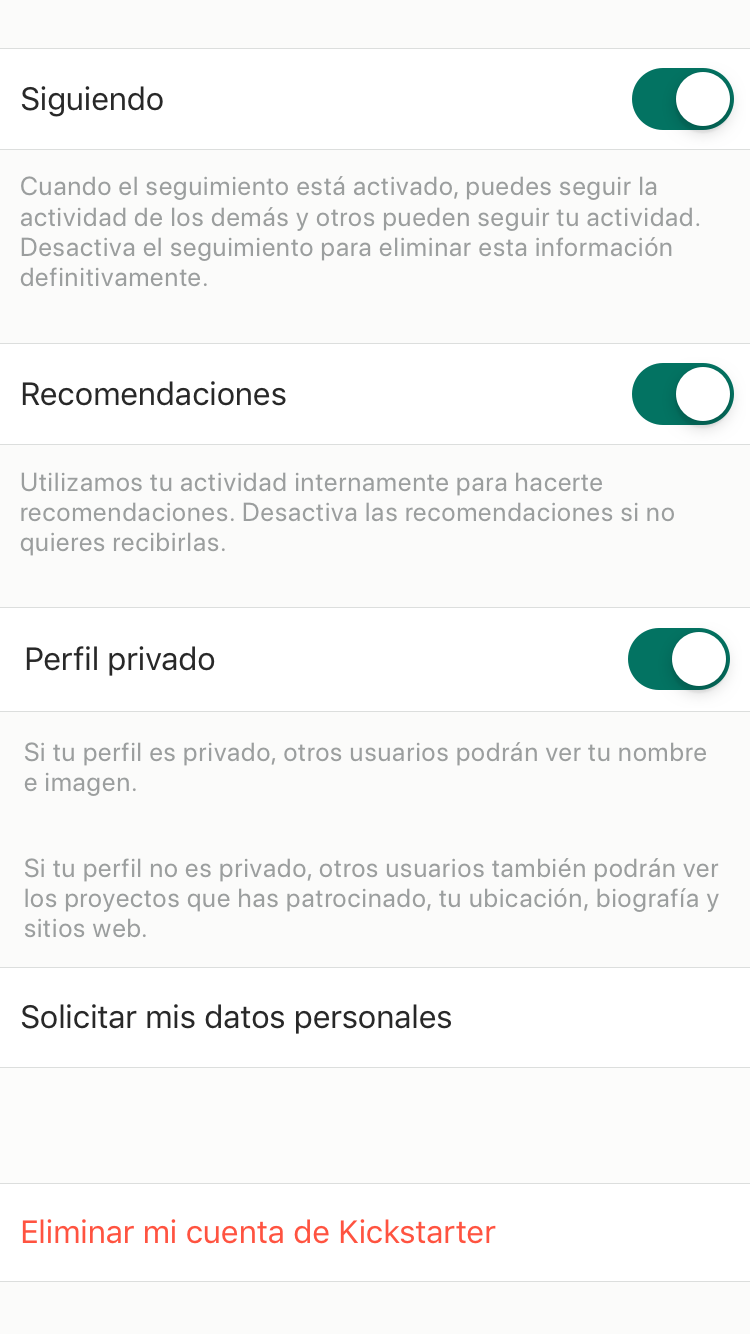 Siguiendo
Cuando el seguimiento está activado, puedes seguir la
actividad de los demás y otros pueden seguir tu actividad.
Desactiva el seguimiento para eliminar esta información
definitivamente.
Recomendaciones
Utilizamos tu actividad internamente para hacerte
recomendaciones. Desactiva las recomendaciones si no
quieres recibirlas.
Perfil privado
Si tu perfil es privado, otros usuarios podrán ver tu nombre
e imagen.
Si tu perfil no es privado, otros usuarios también podrán ver
los proyectos que has patrocinado, tu ubicación, biografía y
sitios web.
Solicitar mis datos personales
Eliminar mi cuenta de Kickstarter